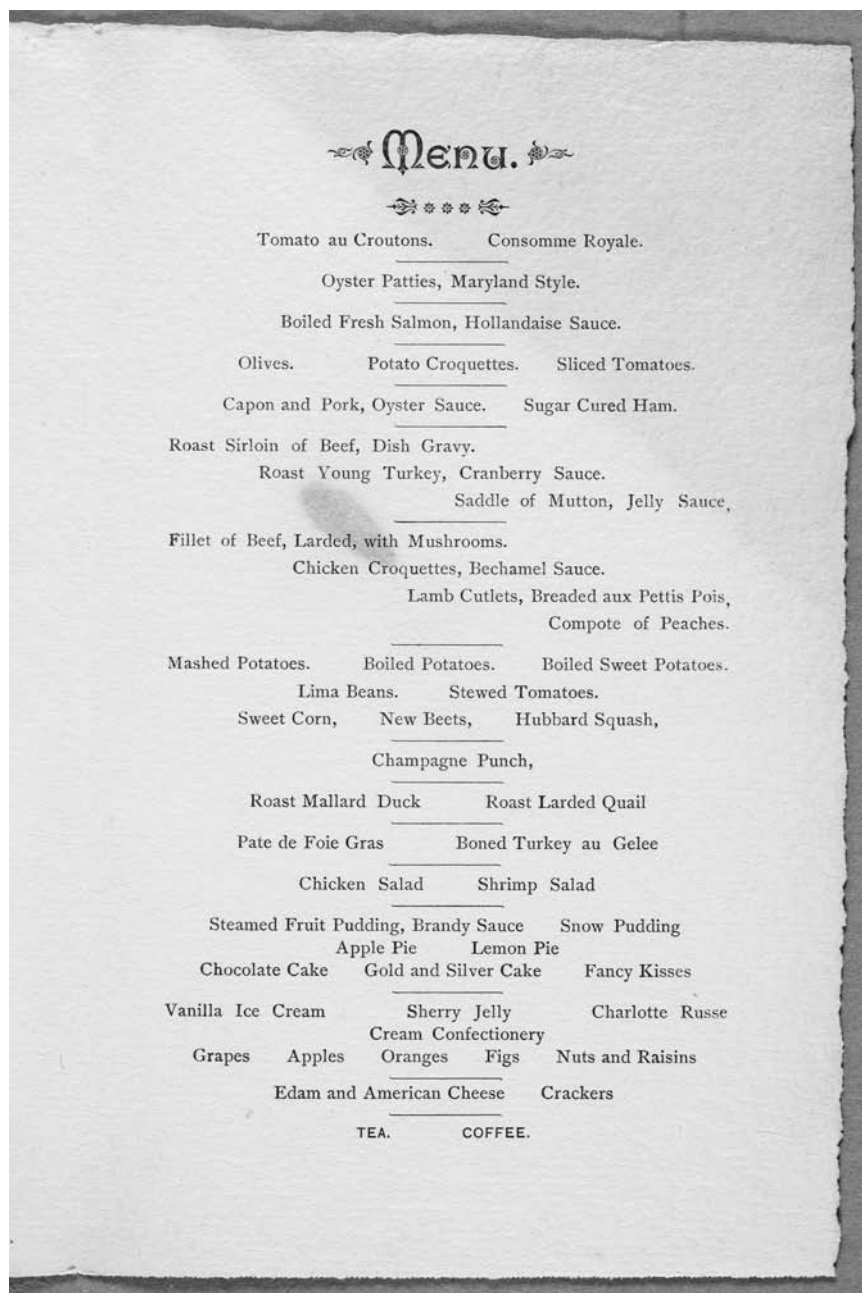 Menu.
Tomato au Croutons. Consomme Royale.
Oyster Patties, Maryland Style.
Boiled Fresh Salmon, Hollandaise Sauce.
Olives. Potato Croquettes. Sliced Tomatoes.
Capon and Pork, Oyster Sauce. Sugar Cured Ham.
Roast Sirloin of Beef, Dish Gravy.
Roast Young Turkey, Cranberry Sauce.
Saddle of Mutton, Jelly Sauce,
Fillet of Beef, Larded, with Mushrooms.
Chicken Croquettes, Bechamel Sauce.
Lamb Cutlets, Breaded aux Pettis Pois,
Compote of Peaches.
Mashed Potatoes. Boiled Potatoes. Boiled Sweet Potatoes.
Lima Beans. Stewed Tomatoes.
Sweet Corn, New Beets, Hubbard Squash,
Champagne Punch,
Roast Mallard Duck Roast Larded Quail
Pate de Foie Gras Boned Turkey au Gelee
Chicken Salad Shrimp Salad
Steamed Fruit Pudding, Brandy Sauce Snow Pudding
Apple Pie Lemon Pie
Chocolate Cake Gold and Silver Cake Fancy Kisses
Vanilla Ice Cream Sherry Jelly Charlotte Russe
Cream Confectionery
Grapes Apples Oranges Figs Nuts and Raisins
Edam and American Cheese Crackers
TEA. COFFEE.